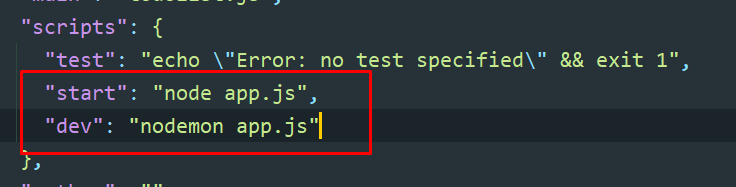 "scripts": {
"test": "echo \"Error: no test specified\" && exit 1",
"start": "node app.js",
"dev": "nodemon app.js"
},